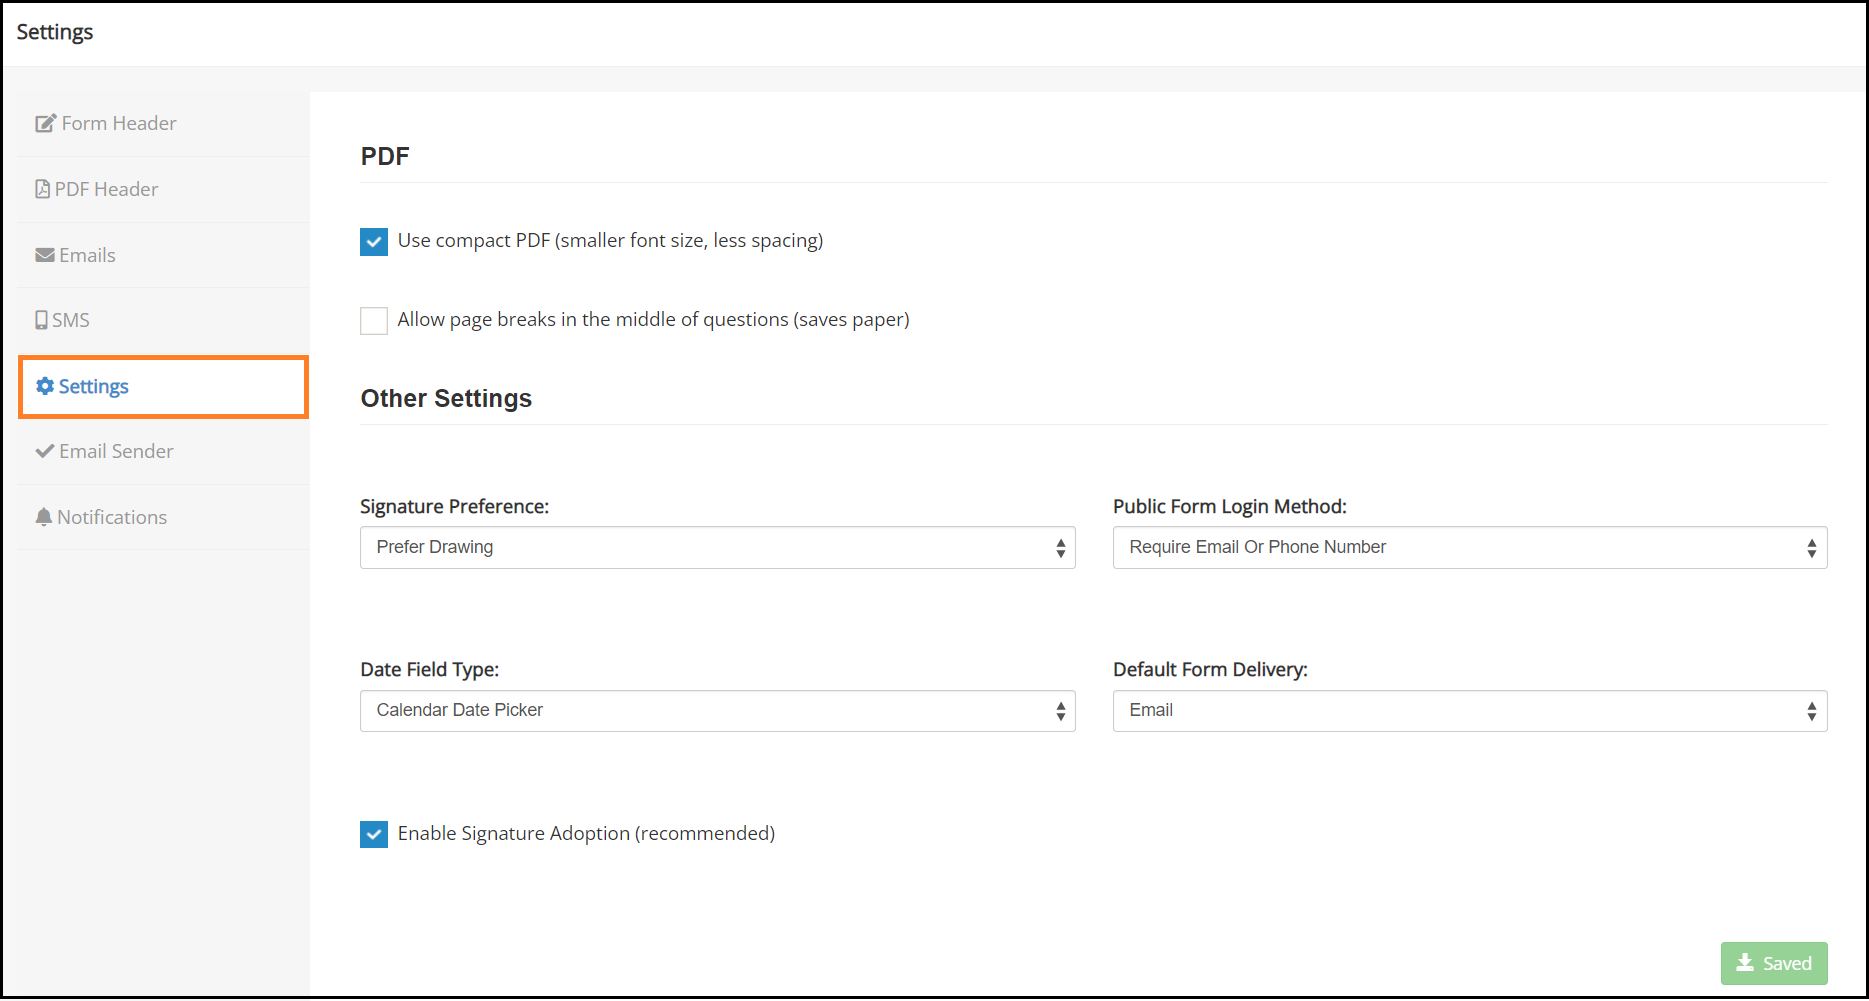 Settings
Form Header
PDF Header
Emails
SMS
Settings
Email Sender
Notifications
PDF
Use compact PDF (smaller font size, less spacing)
Allow page breaks in the middle of questions (saves paper)
Other Settings
Signature Preference:
Prefer Drawing
Public Form Login Method:
Require Email Or Phone Number
Date Field Type:
Calendar Date Picker
Default Form Delivery:
Email
Enable Signature Adoption (recommended)
Saved